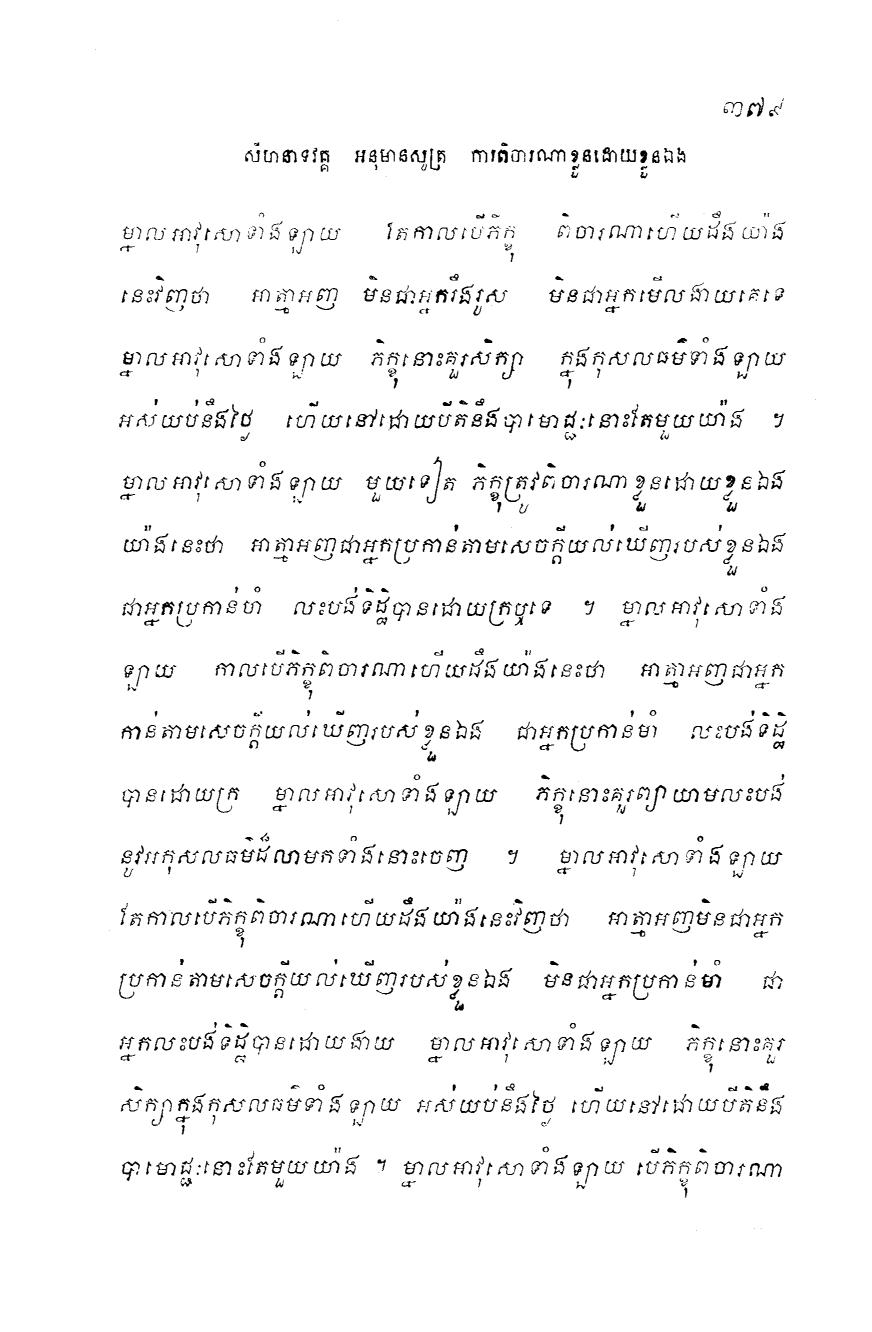 ៣៧៩
សីហនាទវគ្គ អនុមានសូត្រ ការពិចារណាខ្លួនដោយខ្លួនឯង
ម្នាលអាវុសោទាំងឡាយ តែកាលបើភិក្ខុ ពិចារណាហើយដឹងយ៉ាង
នេះវិញថា អាត្មាអញ មិនជាអ្នករឹងរូស មិនជាអ្នកមើលងាយគេទេ
ម្នាលអាវុសោទាំងឡាយ ភិក្ខុនោះគួរសិក្សា ក្នុងកុសលធម៌ទាំងឡាយ
អស់យប់នឹងថ្ងៃ ហើយនៅដោយបីតិនឹងបាមោជ្ជៈនោះតែមួយយ៉ាង ។
ម្នាលអាវុសោទាំងឡាយ មួយទៀត ភិក្ខុត្រូវពិចារណាខ្លួនដោយខ្លួនឯង
យ៉ាងនេះថា អាត្មាអញជាអ្នកប្រកាន់តាមសេចក្តីយល់ឃើញរបស់ខ្លួនឯង
ជាអ្នកប្រកាន់មាំ លះបង់ទិដ្ឋិបានដោយក្រឬទេ ។ ម្នាលអាវុសោទាំង
ឡាយ កាលបើភិក្ខុពិចារណាហើយដឹងយ៉ាងនេះថា អាត្មាអញជាអ្នក
កាន់តាមសេចក្តីយល់ឃើញរបស់ខ្លួនឯង ជាអ្នកប្រកាន់មាំ លះបង់ទិដ្ឋិ
បានដោយក្រ ម្នាលអាវុសោទាំងឡាយ ភិក្ខុនោះគួរព្យាយាមលះបង់
នូវអកុសលធម៌ដ៏លាមកទាំងនោះចេញ ។ ម្នាលអាវុសោទាំងឡាយ
តែកាលបើភិក្ខុពិចារណាហើយដឹងយ៉ាងនេះវិញថា អាត្មាអញមិនជាអ្នក
ប្រកាន់តាមសេចក្តីយល់ឃើញរបស់ខ្លួនឯង មិនជាអ្នកប្រកាន់មាំ ជា
អ្នកលះបង់ទិដ្ឋិបានដោយងាយ ម្នាលអាវុសោទាំងឡាយ ភិក្ខុនោះគួរ
សិក្សាក្នុងកុសលធម៌ទាំងឡាយ អស់យប់នឹងថ្ងៃ ហើយនៅដោយបីតិនឹង
បាមោជ្ជៈនោះតែមួយយ៉ាង ។ ម្នាលអាវុសោទាំងឡាយ បើភិក្ខុពិចារណា